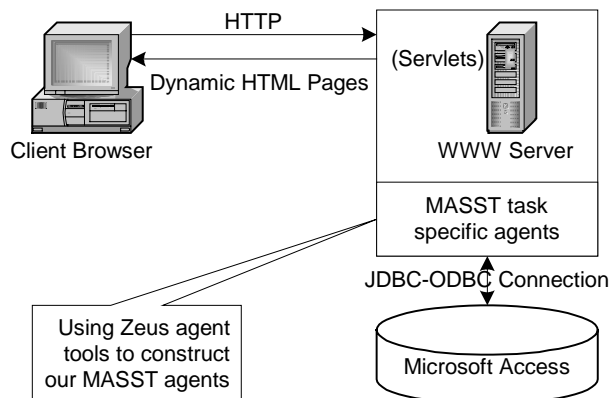 HTTP
Dynamic HTML Pages
Client Browser
(Servlets)
WWW Server
MASST task
specific agents
JDBC-ODBC Connection
Using Zeus agent
tools to construct
our MASST agents
Microsoft Access